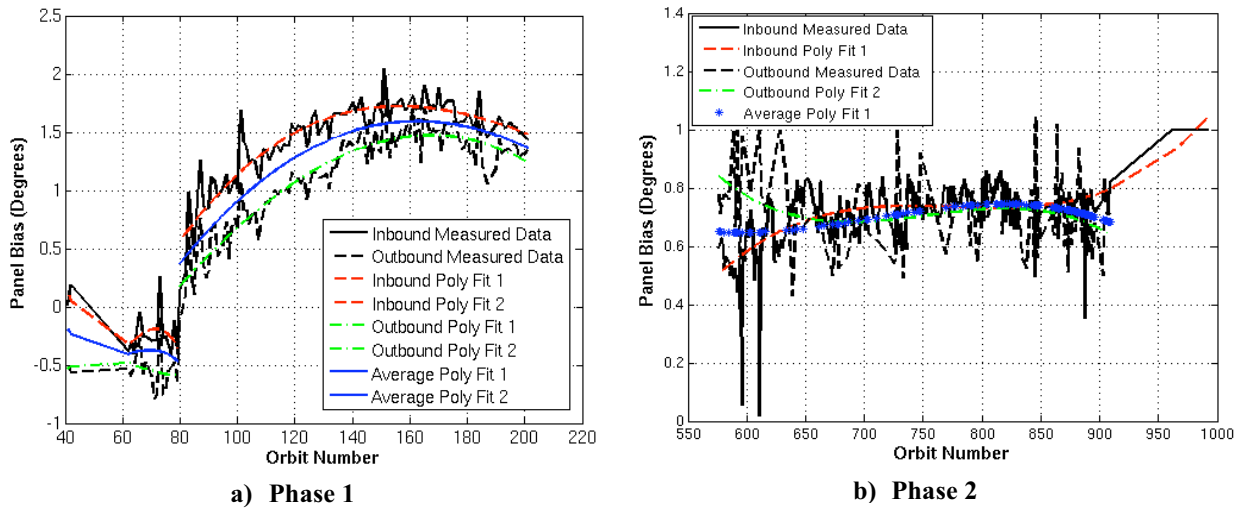 2.5
2
1.5
1
0.5
0
-0.5
-1
40 60 80 100 120 140 160 180 200 220
Panel Bias (Degrees)
Orbit Number
Inbound Measured Data
Outbound Measured Data
Inbound Poly Fit 1
Inbound Poly Fit 2
Outbound Poly Fit 1
Outbound Poly Fit 2
Average Poly Fit 1
Average Poly Fit 2
a) Phase 1
1.4
1.2
1
0.8
0.6
0.4
0.2
0
550 600 650 700 750 800 850 900 950 1000
Panel Bias (Degrees)
Orbit Number
Inbound Measured Data
Inbound Poly Fit 1
Outbound Measured Data
Outbound Poly Fit 2
Average Poly Fit 1
b) Phase 2